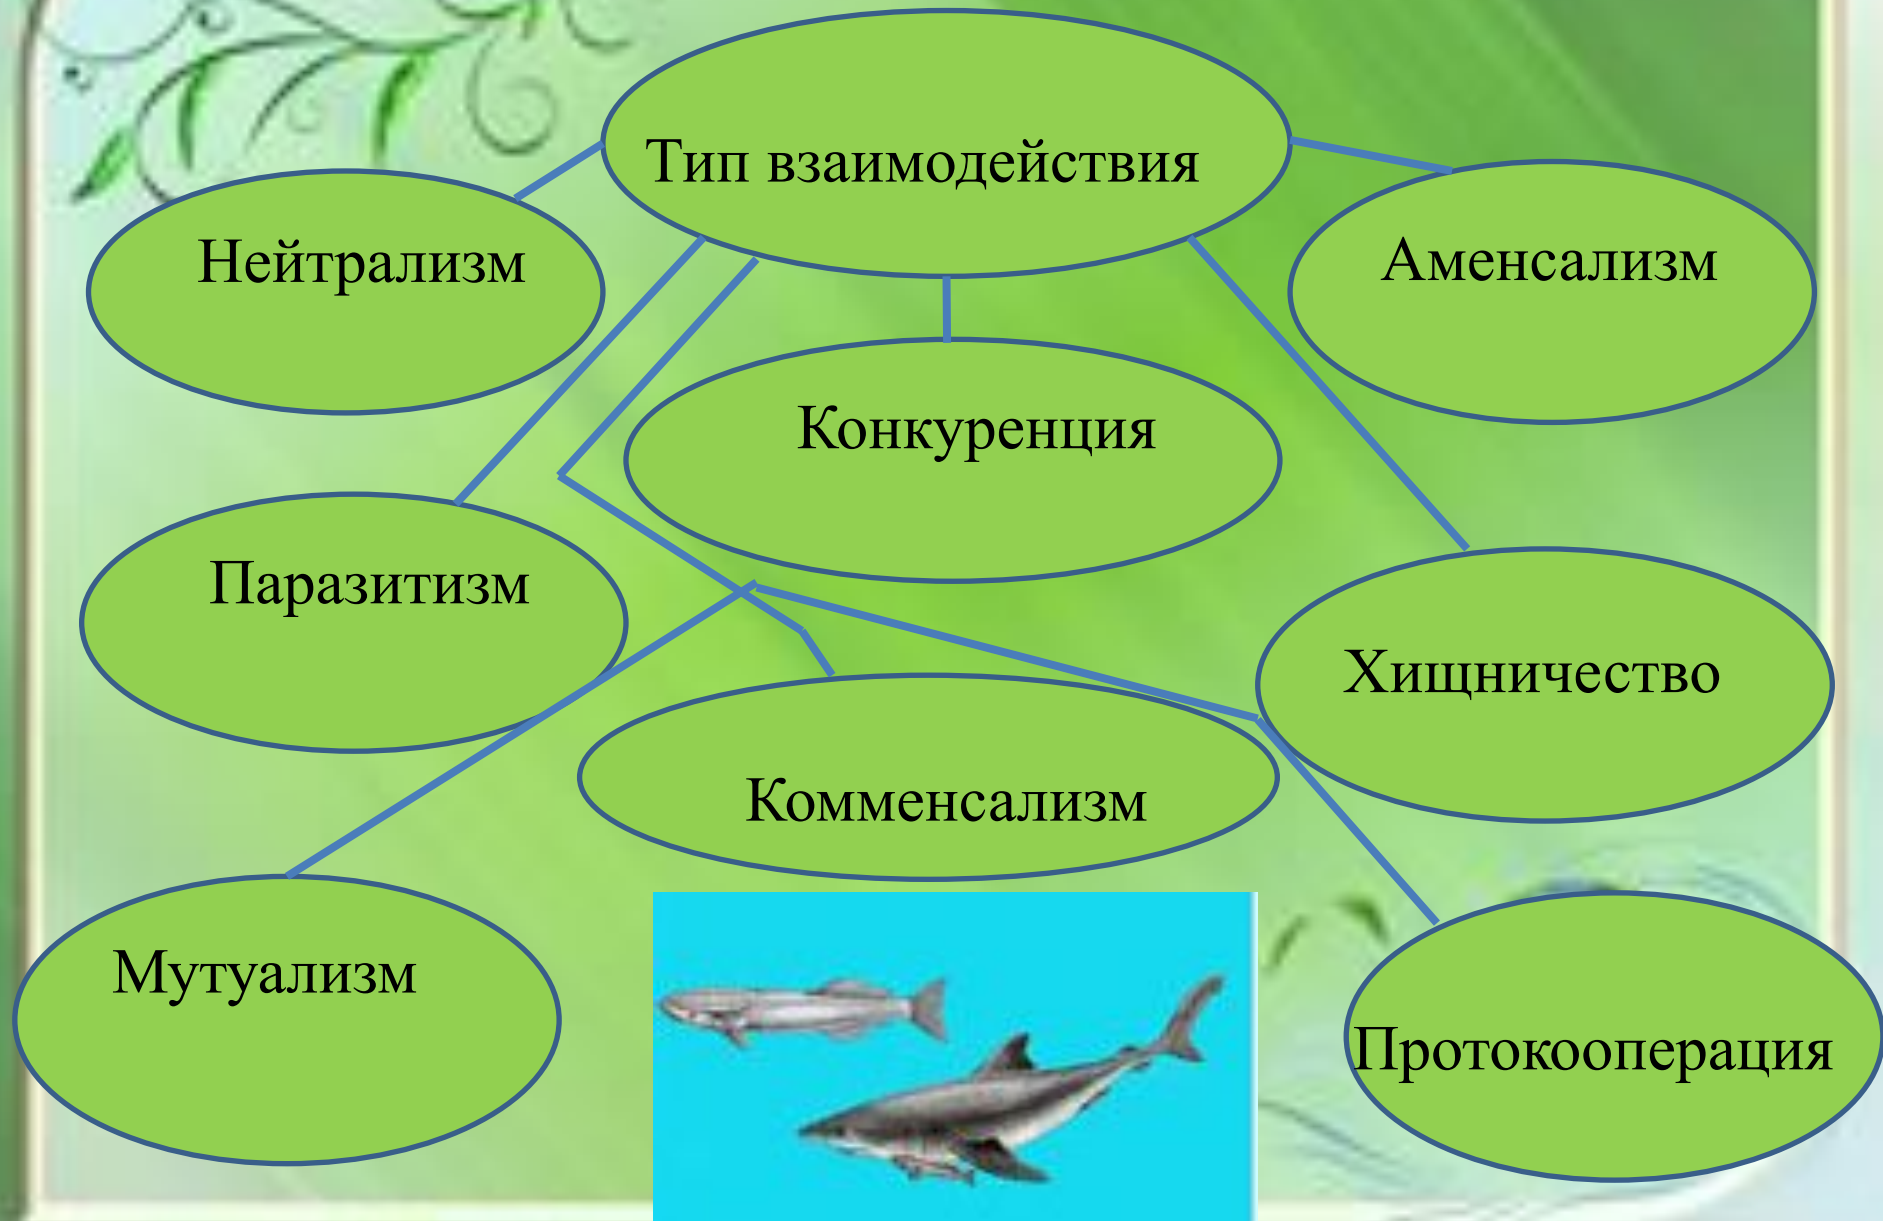 Тип взаимодействия
Нейтрализм
Аменсализм
Конкуренция
Паразитизм
Хищничество
Комменсализм
Мутуализм
Протокооперация